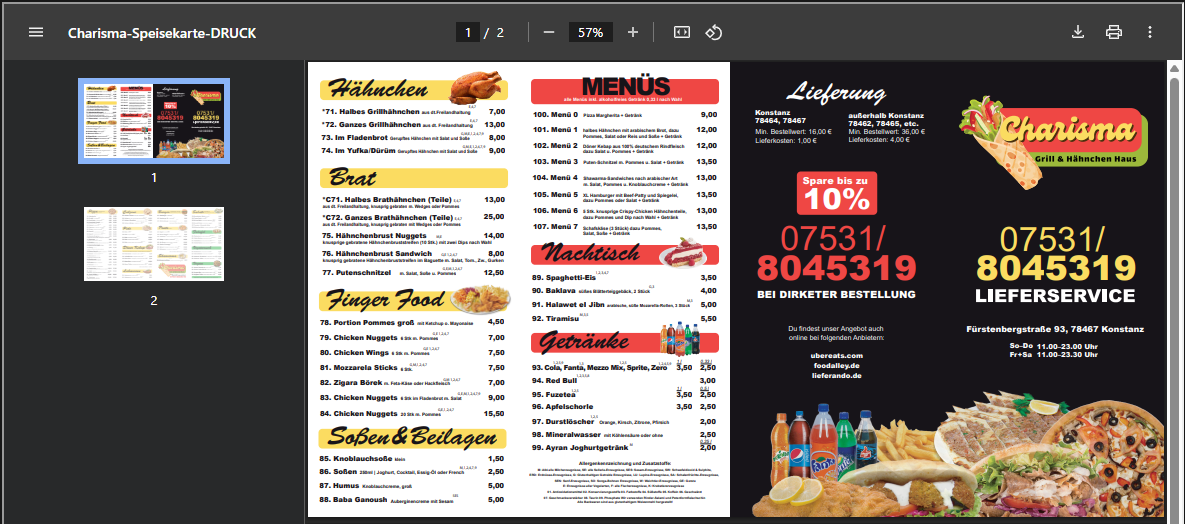 Charisma-Speisekarte-DRUCK
1 / 2
57%
1
2
Hähnchen
*71. Halbes Grillhähnchen aus dt.Freilandhaltung 7,00
*72. Ganzes Grillhähnchen aus dt. Freilandhaltung 13,00
73. Im Fladenbrot Gerupftes Hähnchen mit Salat und Soße 8,00
74. Im Yufka/Dürüm Gerupftes Hähnchen mit Salat und Soße 9,00
Brat
*C71. Halbes Brathähnchen (Teile) 13,00
aus dt. Freilandhaltung, knusprig gebraten m. Wedges oder Pommes
*C72. Ganzes Brathähnchen (Teile) 25,00
aus dt. Freilandhaltung, knusprig gebraten mit Wedges oder Pommes
75. Hähnchenbrust Nuggets 14,00
knusprige gebratene Hähnchenbruststreifen (10 Stk.) mit zwei Dips nach Wahl
76. Hähnchenbrust Sandwich 8,00
knusprig gebratene Hähnchenbruststreifen im Baguette m. Salat, Tom., Zw., Gurken
77. Putenschnitzel m. Salat, Soße u. Pommes 12,50
Finger Food
78. Portion Pommes groß mit Ketchup o. Mayonaise 4,50
79. Chicken Nuggets 6 Stk m. Pommes 7,00
80. Chicken Wings 6 Stk m. Pommes 7,50
81. Mozzarela Sticks 6 Stk. 7,50
82. Zigara Börek m. Feta-Käse oder Hackfleisch 7,00
83. Chicken Nuggets 6 Stk im Fladenbrot m. Salat 9,00
84. Chicken Nuggets 20 Stk m. Pommes 15,50
Soßen&Beilagen
85. Knoblauchsoße klein 1,50
86. Soßen 250ml | Joghurt, Cocktail, Essig-Öl oder French 2,50
87. Humus Knoblauchcreme, groß 5,00
88. Baba Ganoush Auberginencreme mit Sesam 5,00
MENÜS
alle Menüs inkl. alkoholfreies Getränk 0,33 l nach Wahl
100. Menü 0 Pizza Margherita + Getränk 9,00
101. Menü 1 halbes Hähnchen mit arabischem Brot, dazu 12,00
Pommes, Salat oder Reis und Soße + Getränk
102. Menü 2 Döner Kebap aus 100% deutschem Rindfleisch 12,00
dazu Salat u. Pommes + Getränk
103. Menü 3 Puten-Schnitzel m. Pommes u. Salat + Getränk 13,50
104. Menü 4 Shawarma-Sandwiches nach arabischer Art 13,00
m. Salat, Pommes u. Knoblauchcreme + Getränk
105. Menü 5 XL Hamburger mit Beef-Patty und Spiegelei, 13,50
dazu Pommes oder Salat + Getränk
106. Menü 6 5 Stk. knusprige Crispy-Chicken Hähnchenteile, 13,00
dazu Pommes und Dip nach Wahl + Getränk
107. Menü 7 Schafskäse (3 Stück) dazu Pommes, 13,50
Salat, Soße + Getränk
Nachtisch
89. Spaghetti-Eis 3,50
90. Baklava süßes Blätterteiggebäck, 2 Stück 4,00
91. Halawet el Jibn arabische, süße Mozarella-Rollen, 3 Stück 5,00
92. Tiramisu 5,50
Getränke
1 l 0,33 l
93. Cola, Fanta, Mezzo Mix, Sprite, Zero 3,50 2,50
94. Red Bull 3,00
1 l 0,5 l
95. Fuzetea 3,50 2,50
96. Apfelschorle 3,50 2,50
97. Durstlöscher Orange, Kirsch, Zitrone, Pfirsich 2,00
98. Mineralwasser mit Kohlensäure oder ohne 2,50
0,25 l
99. Ayran Joghurtgetränk 2,00
Allergenkennzeichnung und Zusatzstoffe:
Lieferung
Konstanz
78464, 78467
Min. Bestellwert: 16,00 €
Lieferkosten: 1,00 €
außerhalb Konstanz
78462, 78465, etc.
Min. Bestellwert: 36,00 €
Lieferkosten: 4,00 €
Spare bis zu
10%
07531/
8045319
BEI DIRKETER BESTELLUNG
Du findest unser Angebot auch
online bei folgenden Anbietern:
ubereats.com
foodalley.de
lieferando.de
Charisma
Grill & Hähnchen Haus
07531/
8045319
LIEFERSERVICE
Fürstenbergstraße 93, 78467 Konstanz
So-Do 11.00-23.00 Uhr
Fr+Sa 11.00-23.30 Uhr